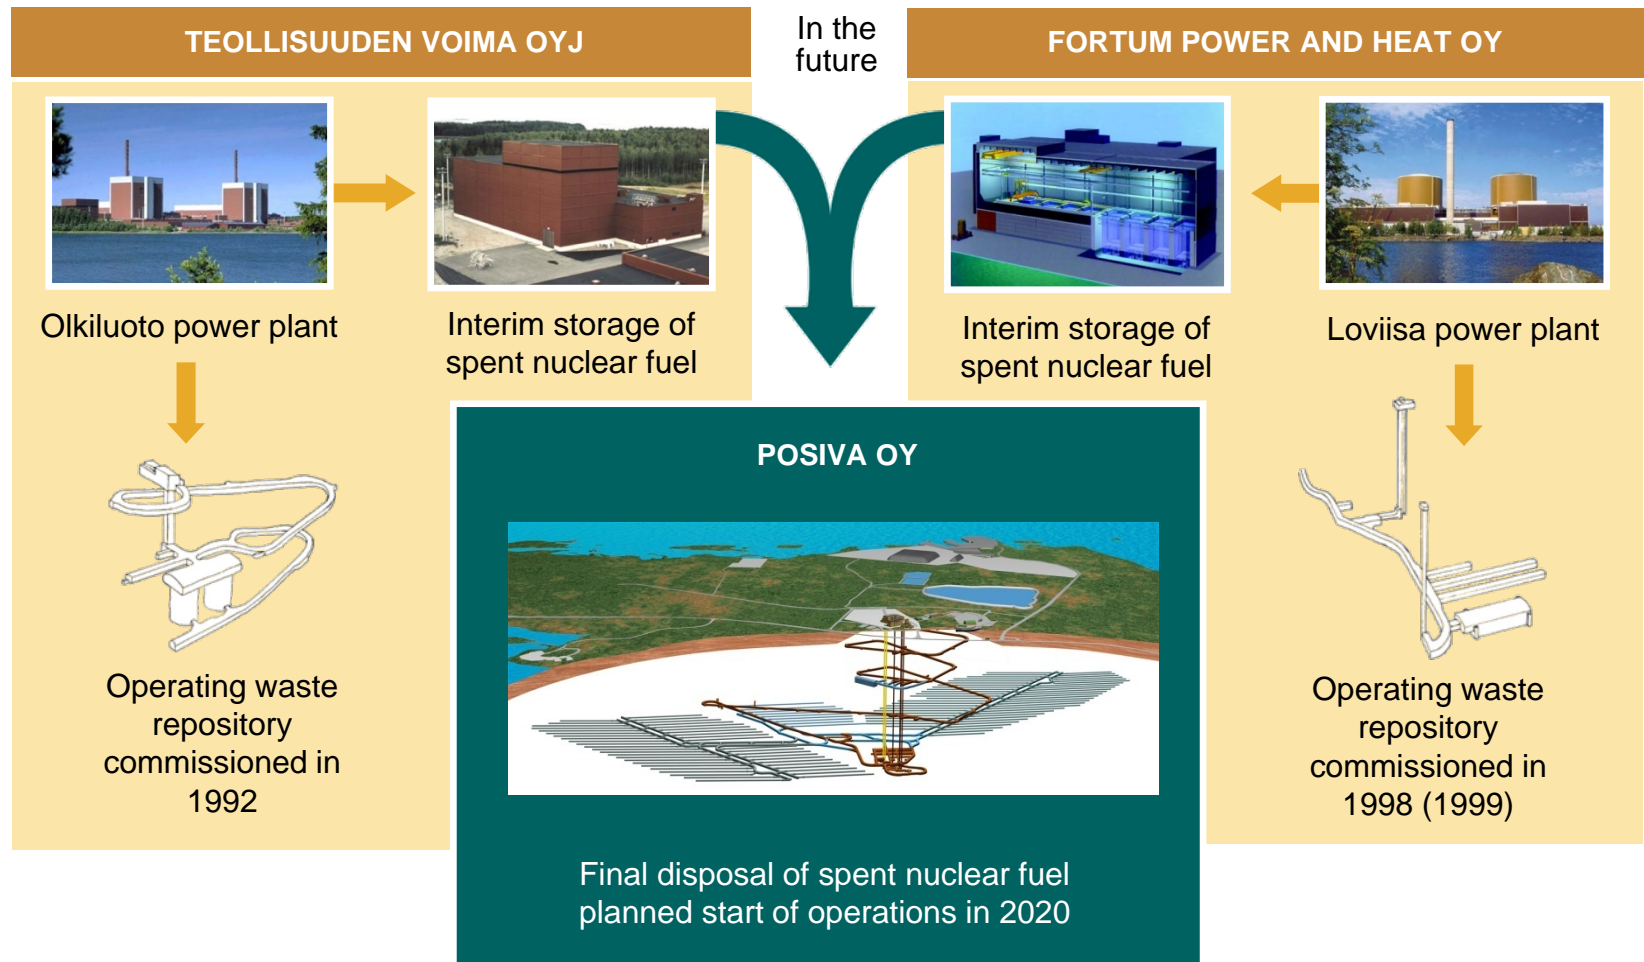 TEOLLISUUDEN VOIMA OYJ
In the
future
FORTUM POWER AND HEAT OY
Olkiluoto power plant
Interim storage of
spent nuclear fuel
Interim storage of
spent nuclear fuel
Loviisa power plant
POSIVA OY
Operating waste
repository
commissioned in
1992
Operating waste
repository
commissioned in
1998 (1999)
Final disposal of spent nuclear fuel
planned start of operations in 2020